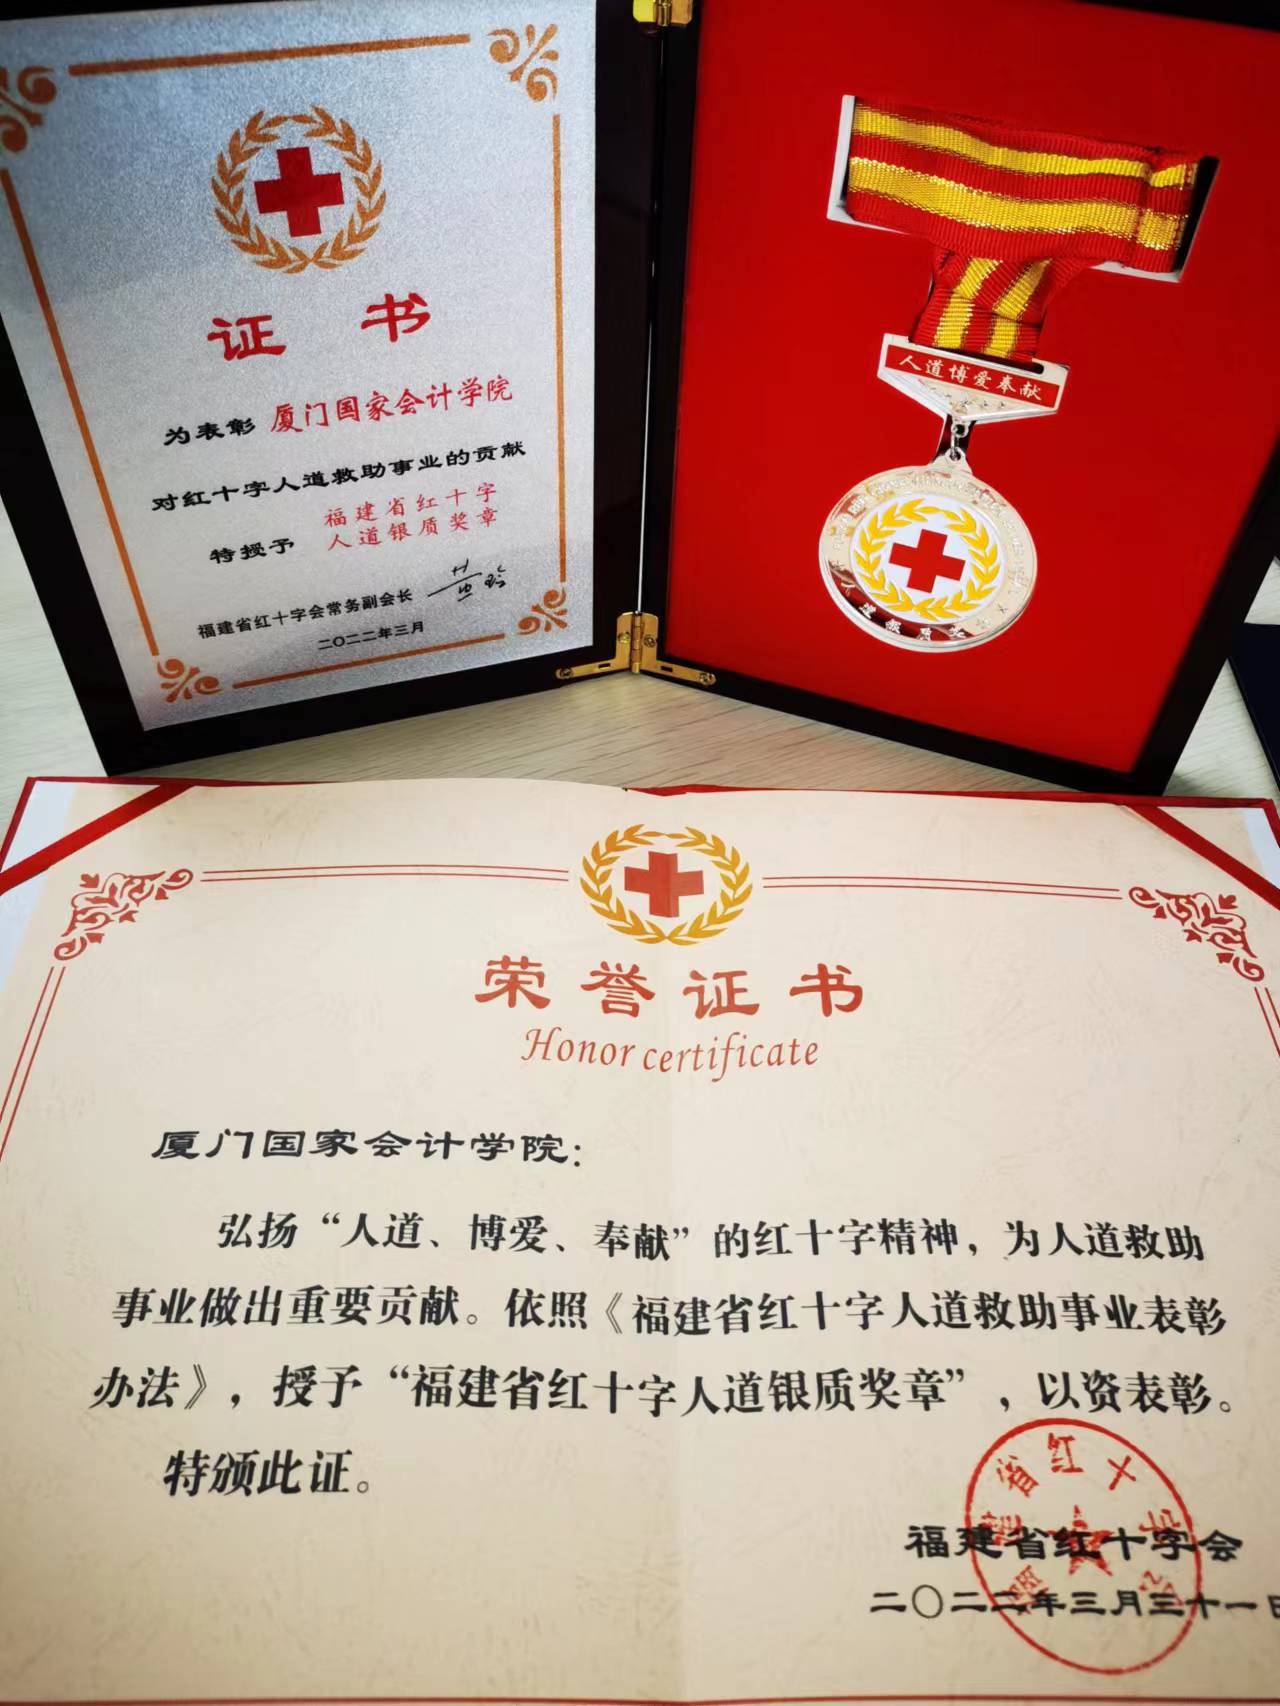 证 书
为表彰 厦门国家会计学院
对红十字人道救助事业的贡献
特授予 福建省红十字
人道银质奖章
福建省红十字会常务副会长
二〇二二年三月
人道博爱奉献
荣誉证书
Honor certificate
厦门国家会计学院：
弘扬“人道、博爱、奉献”的红十字精神，为人道救助
事业做出重要贡献。依照《福建省红十字人道救助事业表彰
办法》，授予“福建省红十字人道银质奖章”，以资表彰。
特颁此证。
福建省红十字会
福建省红十字会
二〇二二年三月三十一日